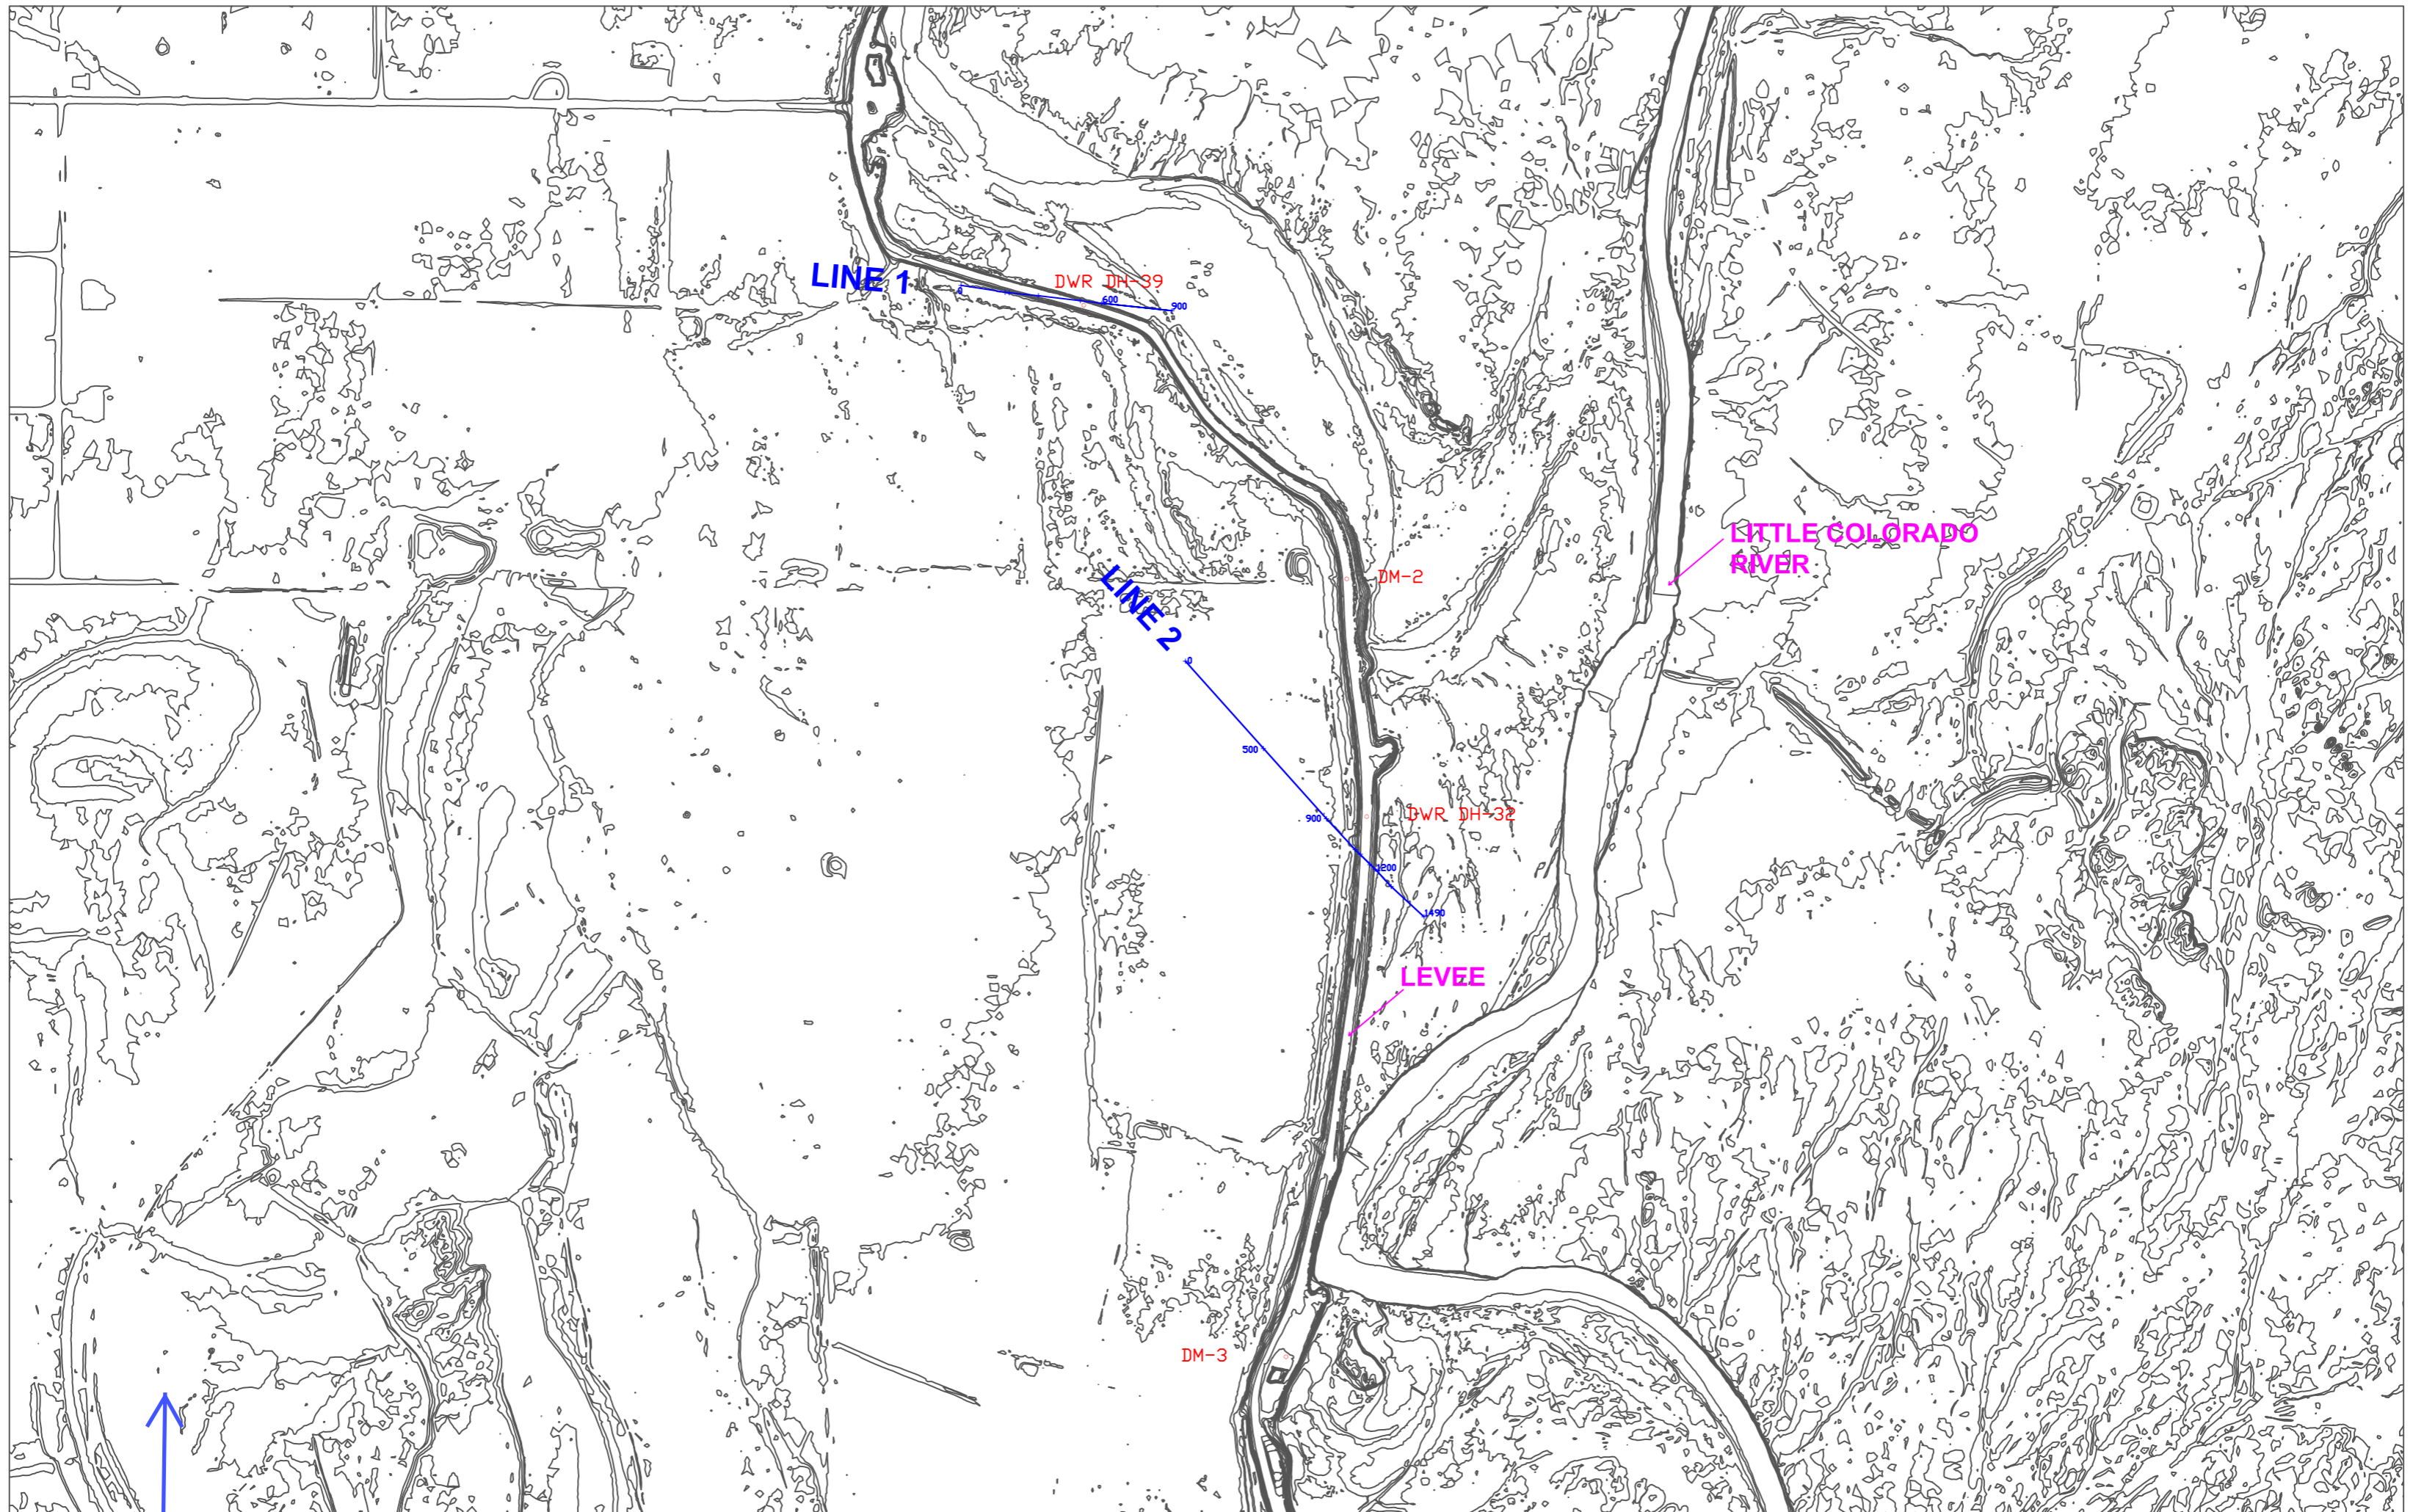 LINE 1
DWR DH-39
0
600
900
LITTLE COLORADO
RIVER
DM-2
LINE 2
0
500
DWR DH-32
900
1200
1490
LEVEE
DM-3